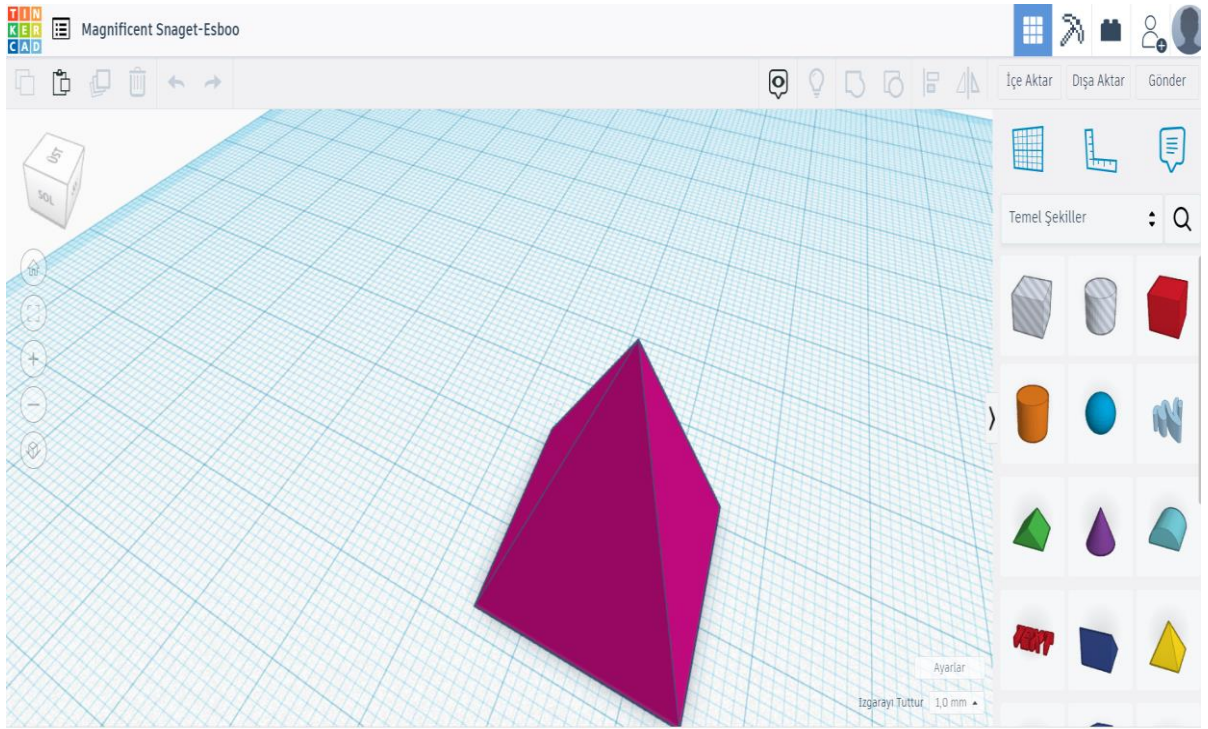 TIN
KER
CAD
Magnificent Snaget-Esboo
İçe Aktar
Dışa Aktar
Gönder
ÜST
SOL
Temel Şekiller
TEXT
Ayarlar
Izgarayı Tuttur 1,0 mm